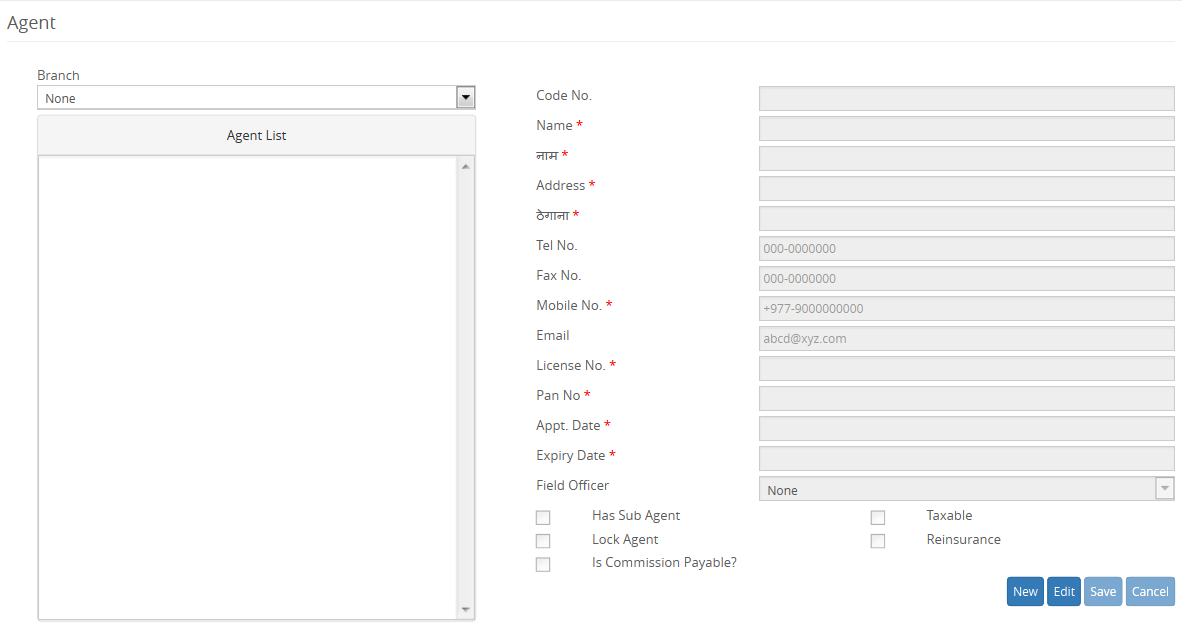 Agent
Branch
None
Agent List
Code No.
Name *
नाम *
Address *
ठेगाना *
Tel No.
000-0000000
Fax No.
000-0000000
Mobile No. *
+977-9000000000
Email
abcd@xyz.com
License No. *
Pan No *
Appt. Date *
Expiry Date *
Field Officer
None
Has Sub Agent
Taxable
Lock Agent
Reinsurance
Is Commission Payable?
New Edit Save Cancel